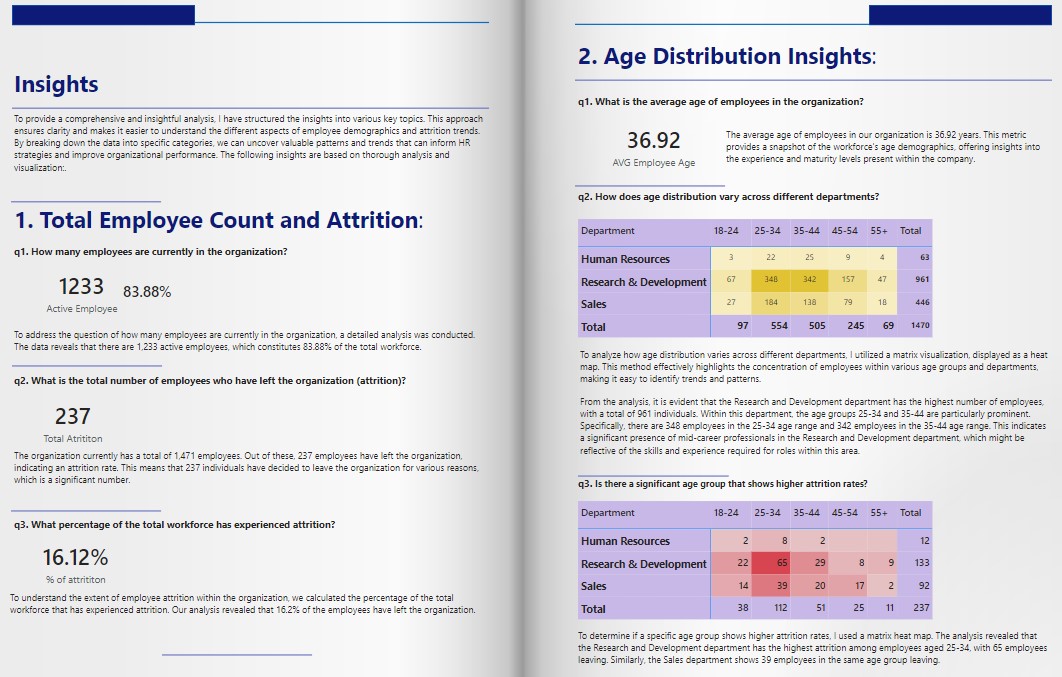 Insights
To provide a comprehensive and insightful analysis, I have structured the insights into various key topics. This approach
ensures clarity and makes it easier to understand the different aspects of employee demographics and attrition trends.
By breaking down the data into specific categories, we can uncover valuable patterns and trends that can inform HR
strategies and improve organizational performance. The following insights are based on thorough analysis and
visualization:.
1. Total Employee Count and Attrition:
q1. How many employees are currently in the organization?
1233 83.88%
Active Employee
To address the question of how many employees are currently in the organization, a detailed analysis was conducted.
The data reveals that there are 1,233 active employees, which constitutes 83.88% of the total workforce.
q2. What is the total number of employees who have left the organization (attrition)?
237
Total Atrititon
The organization currently has a total of 1,471 employees. Out of these, 237 employees have left the organization,
indicating an attrition rate. This means that 237 individuals have decided to leave the organization for various reasons,
which is a significant number.
q3. What percentage of the total workforce has experienced attrition?
16.12%
% of attrititon
To understand the extent of employee attrition within the organization, we calculated the percentage of the total
workforce that has experienced attrition. Our analysis revealed that 16.2% of the employees have left the organization.
2. Age Distribution Insights:
q1. What is the average age of employees in the organization?
36.92
AVG Employee Age
The average age of employees in our organization is 36.92 years. This metric
provides a snapshot of the workforce's age demographics, offering insights into
the experience and maturity levels present within the company.
q2. How does age distribution vary across different departments?
Department 18-24 25-34 35-44 45-54 55+ Total
Human Resources 3 22 25 9 4 63
Research & Development 67 348 342 157 47 961
Sales 27 184 138 79 18 446
Total 97 554 505 245 69 1470
To analyze how age distribution varies across different departments, I utilized a matrix visualization, displayed as a heat
map. This method effectively highlights the concentration of employees within various age groups and departments,
making it easy to identify trends and patterns.
From the analysis, it is evident that the Research and Development department has the highest number of employees,
with a total of 961 individuals. Within this department, the age groups 25-34 and 35-44 are particularly prominent.
Specifically, there are 348 employees in the 25-34 age range and 342 employees in the 35-44 age range. This indicates
a significant presence of mid-career professionals in the Research and Development department, which might be
reflective of the skills and experience required for roles within this area.
q3. Is there a significant age group that shows higher attrition rates?
Department 18-24 25-34 35-44 45-54 55+ Total
Human Resources 2 8 2 12
Research & Development 22 65 29 8 9 133
Sales 14 39 20 17 2 92
Total 38 112 51 25 11 237
To determine if a specific age group shows higher attrition rates, I used a matrix heat map. The analysis revealed that
the Research and Development department has the highest attrition among employees aged 25-34, with 65 employees
leaving. Similarly, the Sales department shows 39 employees in the same age group leaving.